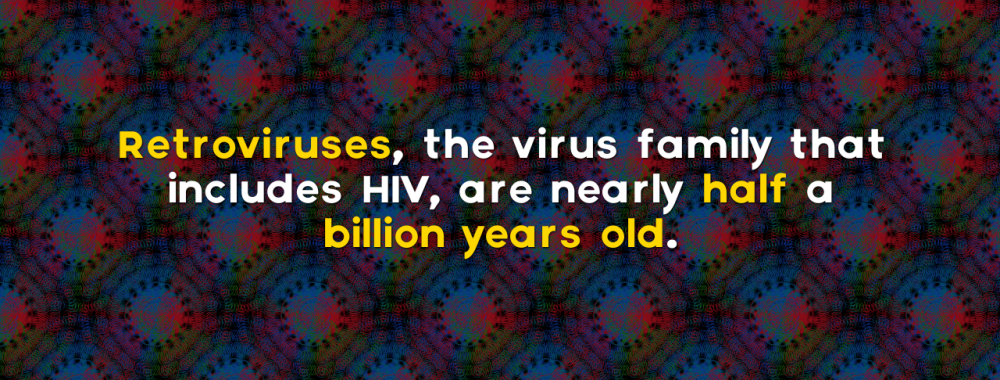 Retroviruses, the virus family that
includes HIV, are nearly half a
billion years old.